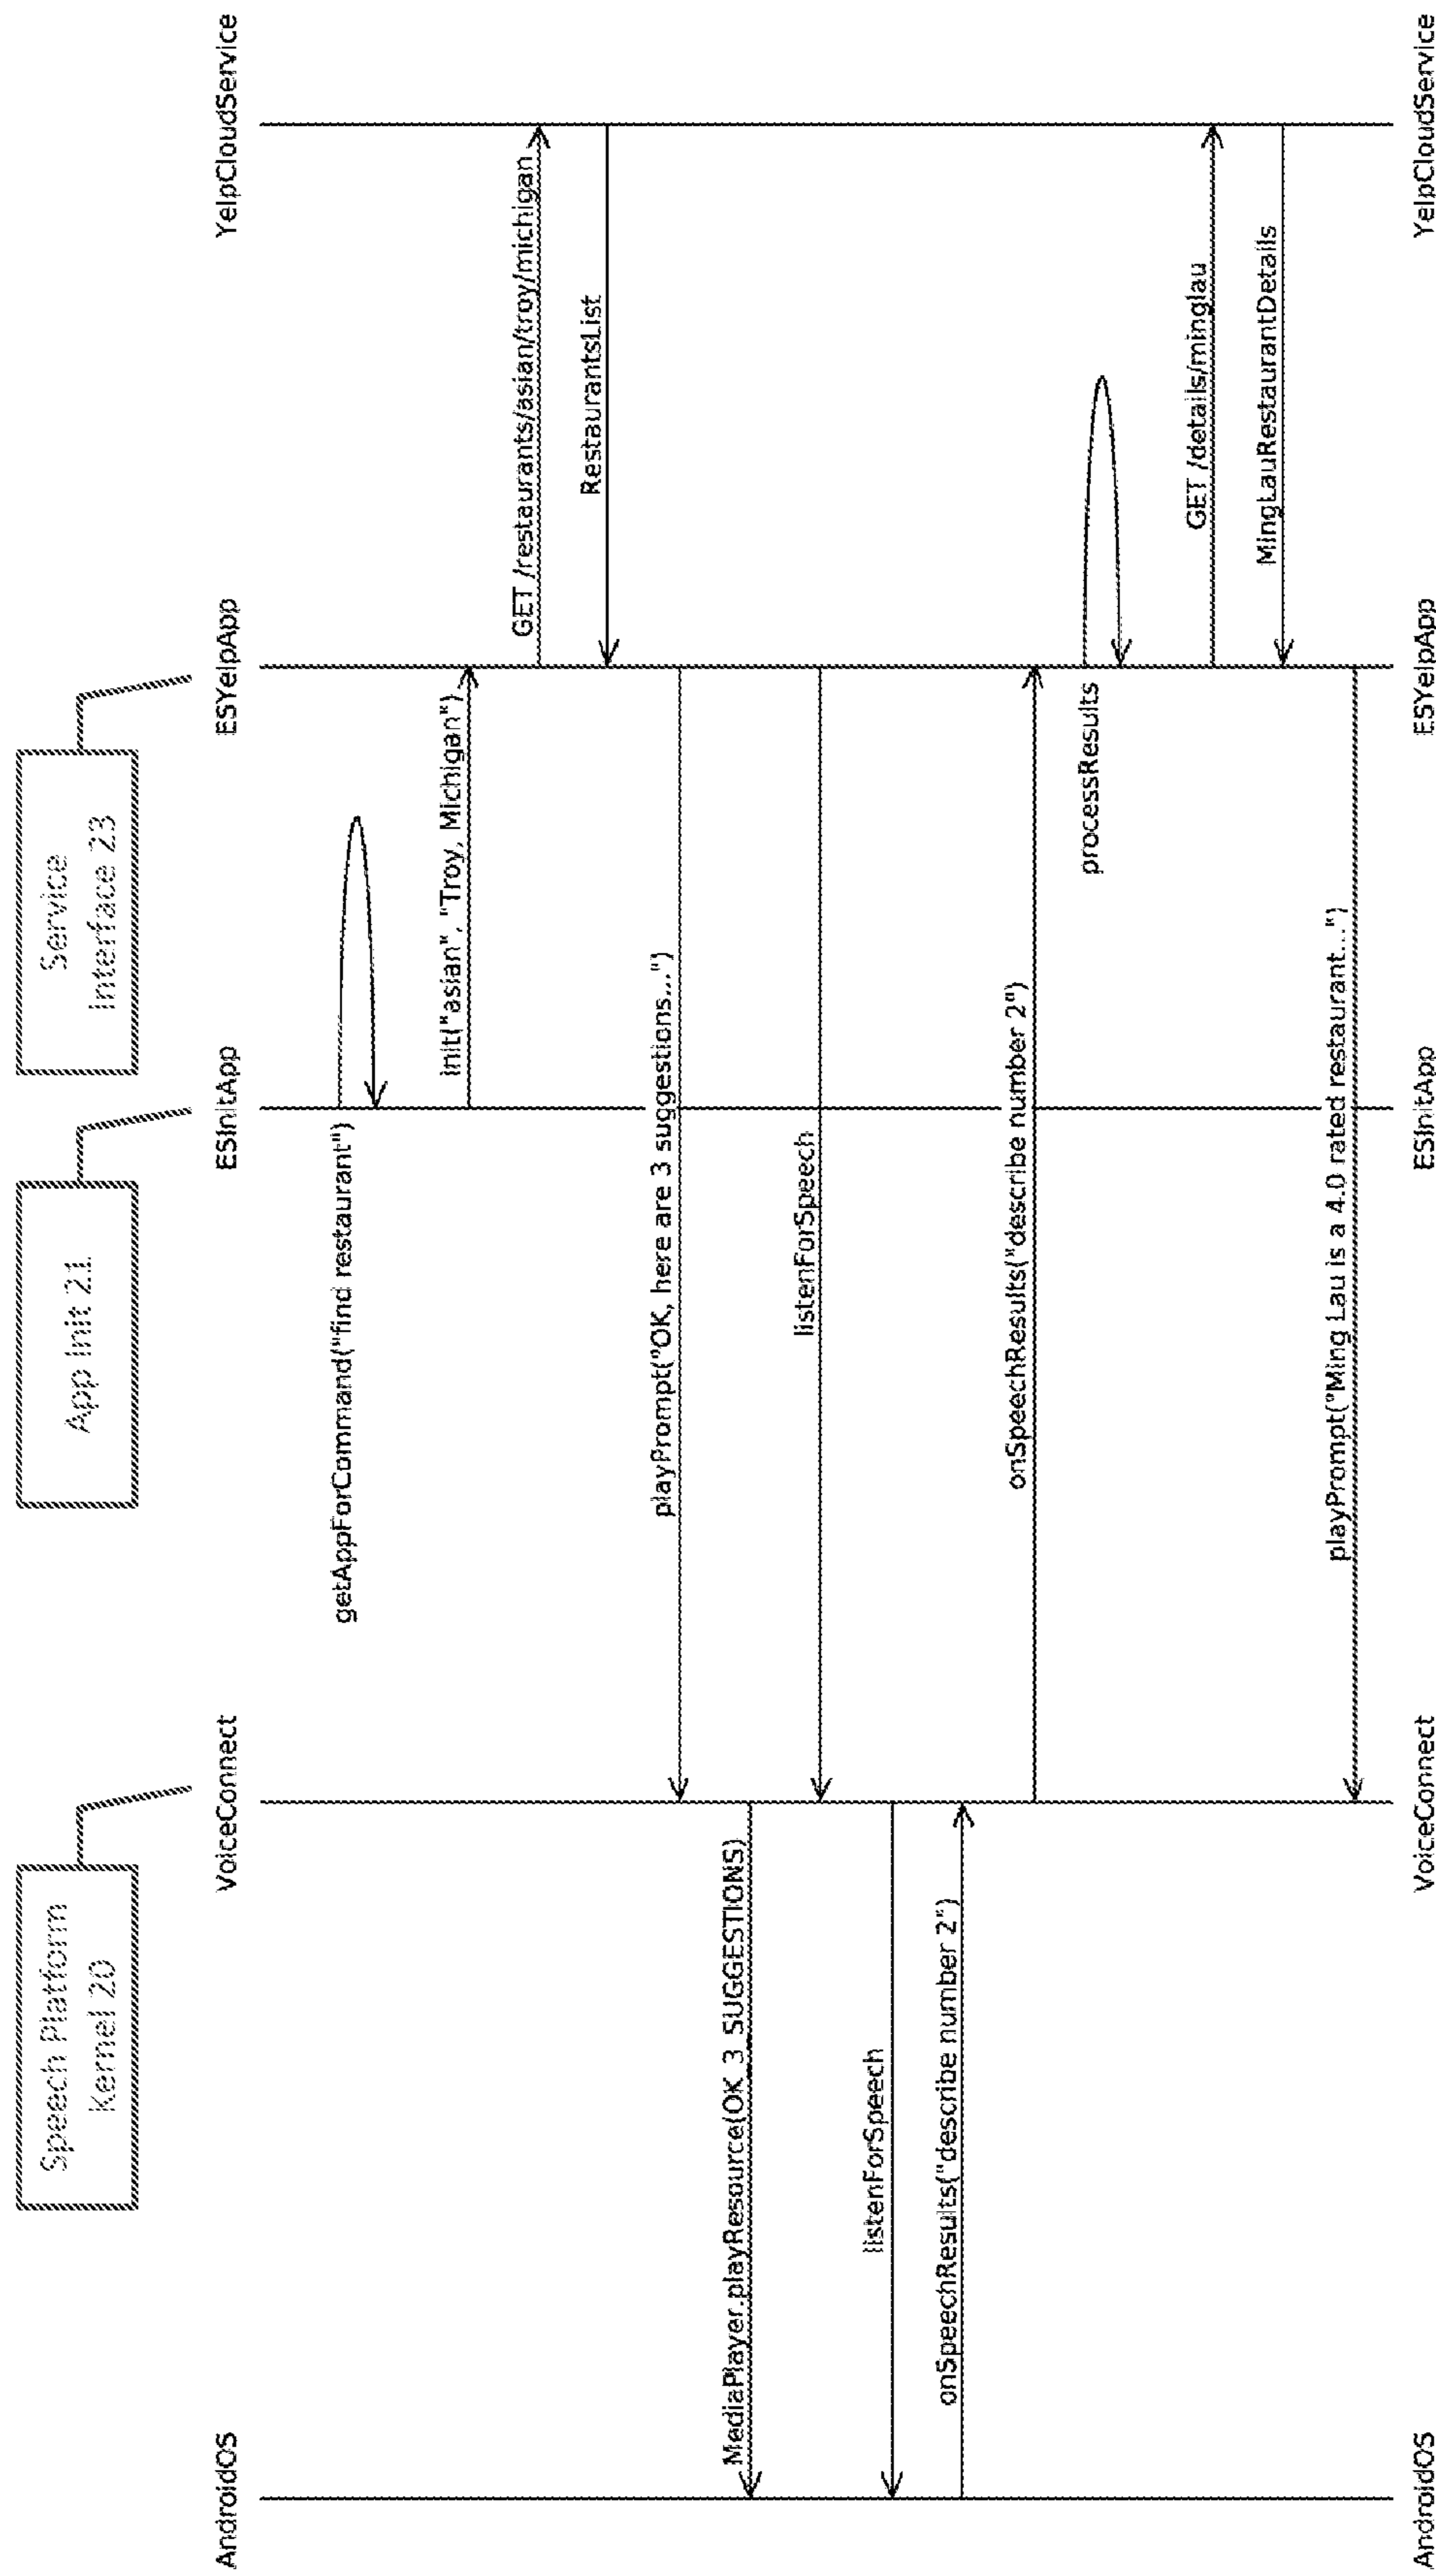 Speech Platform
Kernel 20
App Init 21
Service
Interface 23
AndroidOS
VoiceConnect
ESInitApp
ESYelpApp
YelpCloudService
getAppForCommand("find restaurant")
init("asian", "Troy, Michigan")
GET /restaurants/asian/troy/michigan
RestaurantsList
playPrompt("OK, here are 3 suggestions...")
MediaPlayer.playResource(OK_3_SUGGESTIONS)
listenForSpeech
listenForSpeech
onSpeechResults("describe number 2")
onSpeechResults("describe number 2")
processResults
GET /details/minglau
MingLauRestaurantDetails
playPrompt("Ming Lau is a 4.0 rated restaurant...")
AndroidOS
VoiceConnect
ESInitApp
ESYelpApp
YelpCloudService